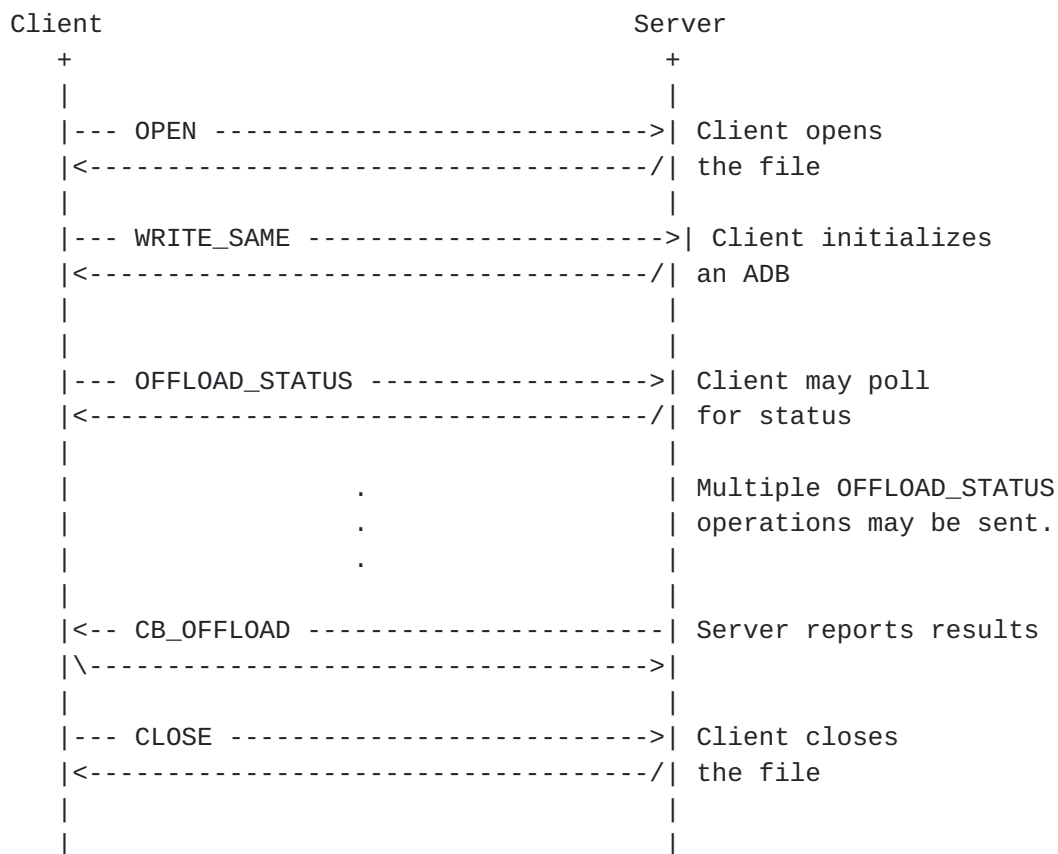 Client                                  Server
   +                                       +
   |                                       |
   |--- OPEN ---------------------------->| Client opens
   |<------------------------------------/| the file
   |                                       |
   |--- WRITE_SAME ----------------------->| Client initializes
   |<------------------------------------/| an ADB
   |                                       |
   |                                       |
   |--- OFFLOAD_STATUS ------------------>| Client may poll
   |<------------------------------------/| for status
   |                                       |
   |                  .                    | Multiple OFFLOAD_STATUS
   |                  .                    | operations may be sent.
   |                  .                    |
   |                                       |
   |<-- CB_OFFLOAD -----------------------| Server reports results
   |\------------------------------------>|
   |                                       |
   |--- CLOSE --------------------------->| Client closes
   |<------------------------------------/| the file
   |                                       |
   |                                       |